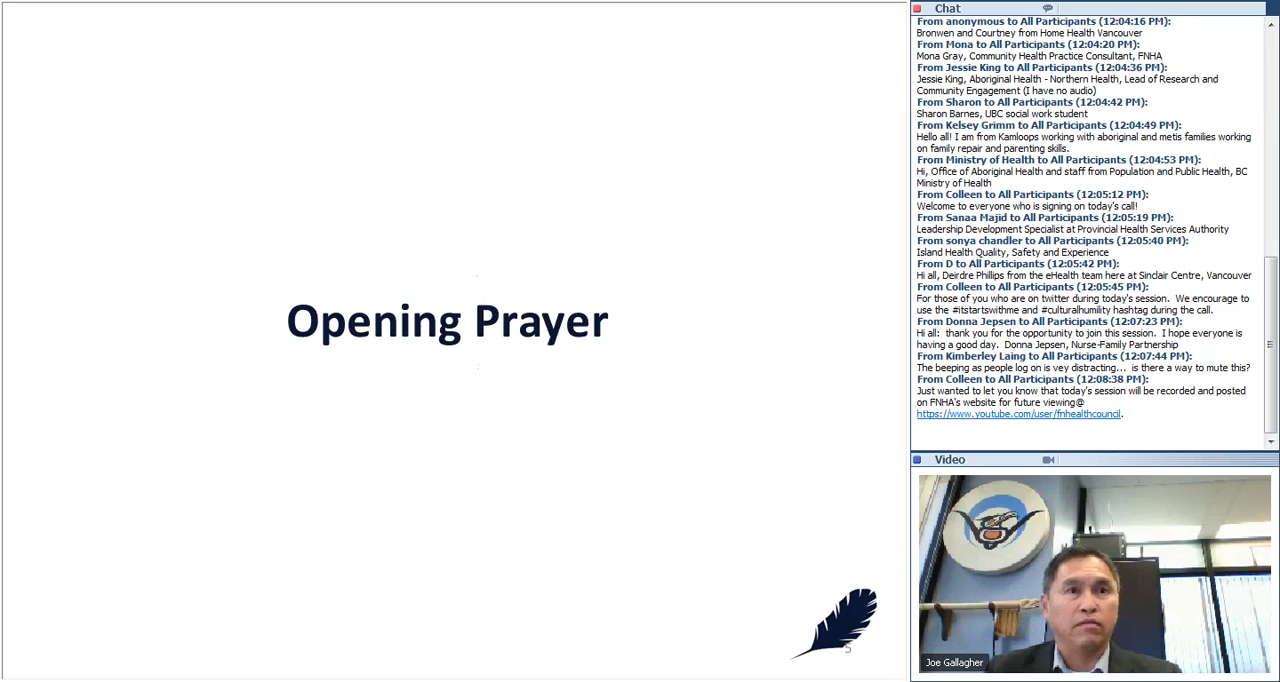 Opening Prayer
5
Chat
From anonymous to All Participants (12:04:16 PM):
Bronwen and Courtney from Home Health Vancouver
From Mona to All Participants (12:04:20 PM):
Mona Gray, Community Health Practice Consultant, FNHA
From Jessie King to All Participants (12:04:36 PM):
Jessie King, Aboriginal Health - Northern Health, Lead of Research and
Community Engagement (I have no audio)
From Sharon to All Participants (12:04:42 PM):
Sharon Barnes, UBC social work student
From Kelsey Grimm to All Participants (12:04:49 PM):
Hello all! I am from Kamloops working with aboriginal and metis families working
on family repair and parenting skills.
From Ministry of Health to All Participants (12:04:53 PM):
Hi, Office of Aboriginal Health and staff from Population and Public Health, BC
Ministry of Health
From Colleen to All Participants (12:05:12 PM):
Welcome to everyone who is signing on today's call!
From Sanaa Majid to All Participants (12:05:19 PM):
Leadership Development Specialist at Provincial Health Services Authority
From sonya chandler to All Participants (12:05:40 PM):
Island Health Quality, Safety and Experience
From D to All Participants (12:05:42 PM):
Hi all, Deirdre Phillips from the eHealth team here at Sinclair Centre, Vancouver
From Colleen to All Participants (12:05:45 PM):
For those of you who are on twitter during today's session. We encourage to
use the #itstartswithme and #culturalhumility hashtag during the call.
From Donna Jepsen to All Participants (12:07:23 PM):
Hi all: thank you for the opportunity to join this session. I hope everyone is
having a good day. Donna Jepsen, Nurse-Family Partnership
From Kimberley Laing to All Participants (12:07:44 PM):
The beeping as people log on is vey distracting... is there a way to mute this?
From Colleen to All Participants (12:08:38 PM):
Just wanted to let you know that today's session will be recorded and posted
on FNHA's website for future viewing@
https://www.youtube.com/user/fnhealthcouncil.
Video
Joe Gallagher